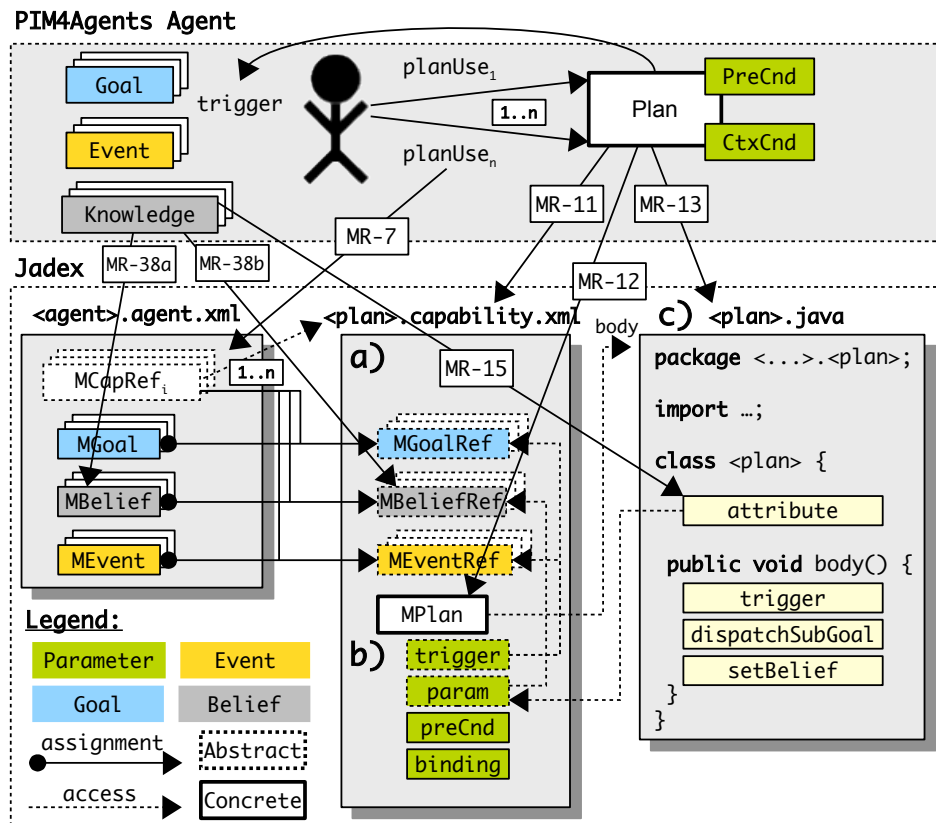 PIM4Agents Agent
Goal
trigger
Event
Knowledge
planUse1
1..n
planUsen
Plan
PreCnd
CtxCnd
MR-38a
MR-38b
MR-7
MR-11
MR-13
MR-12
Jadex
<agent>.agent.xml
<plan>.capability.xml
body
c)
<plan>.java
MCapRefi
1..n
MGoal
MBelief
MEvent
a)
MR-15
MGoalRef
MBeliefRef
MEventRef
MPlan
b)
trigger
param
preCnd
binding
package <...>.<plan>;
import …;
class <plan> {
attribute
public void body() {
trigger
dispatchSubGoal
setBelief
}
}
Legend:
Parameter
Event
Goal
Belief
assignment
Abstract
access
Concrete